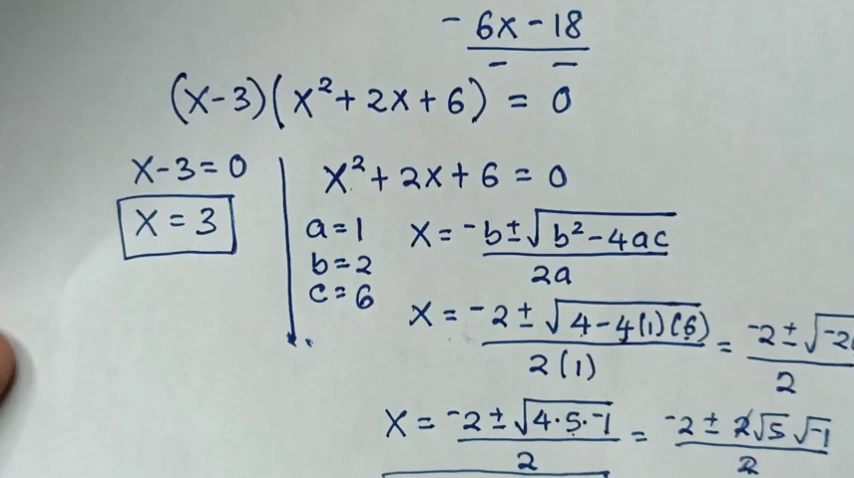 - 6x - 18
(x-3)(x²+2x+6) = 0
x-3=0
x=3
x²+2x+6=0
a=1
b=2
c=6
x = -b±√(b²-4ac) / 2a
x = -2±√(4-4(1)(6)) / 2(1) = -2±√-2 / 2
x = -2±√(4·5·-1) / 2 = -2±2√5√-1 / 2